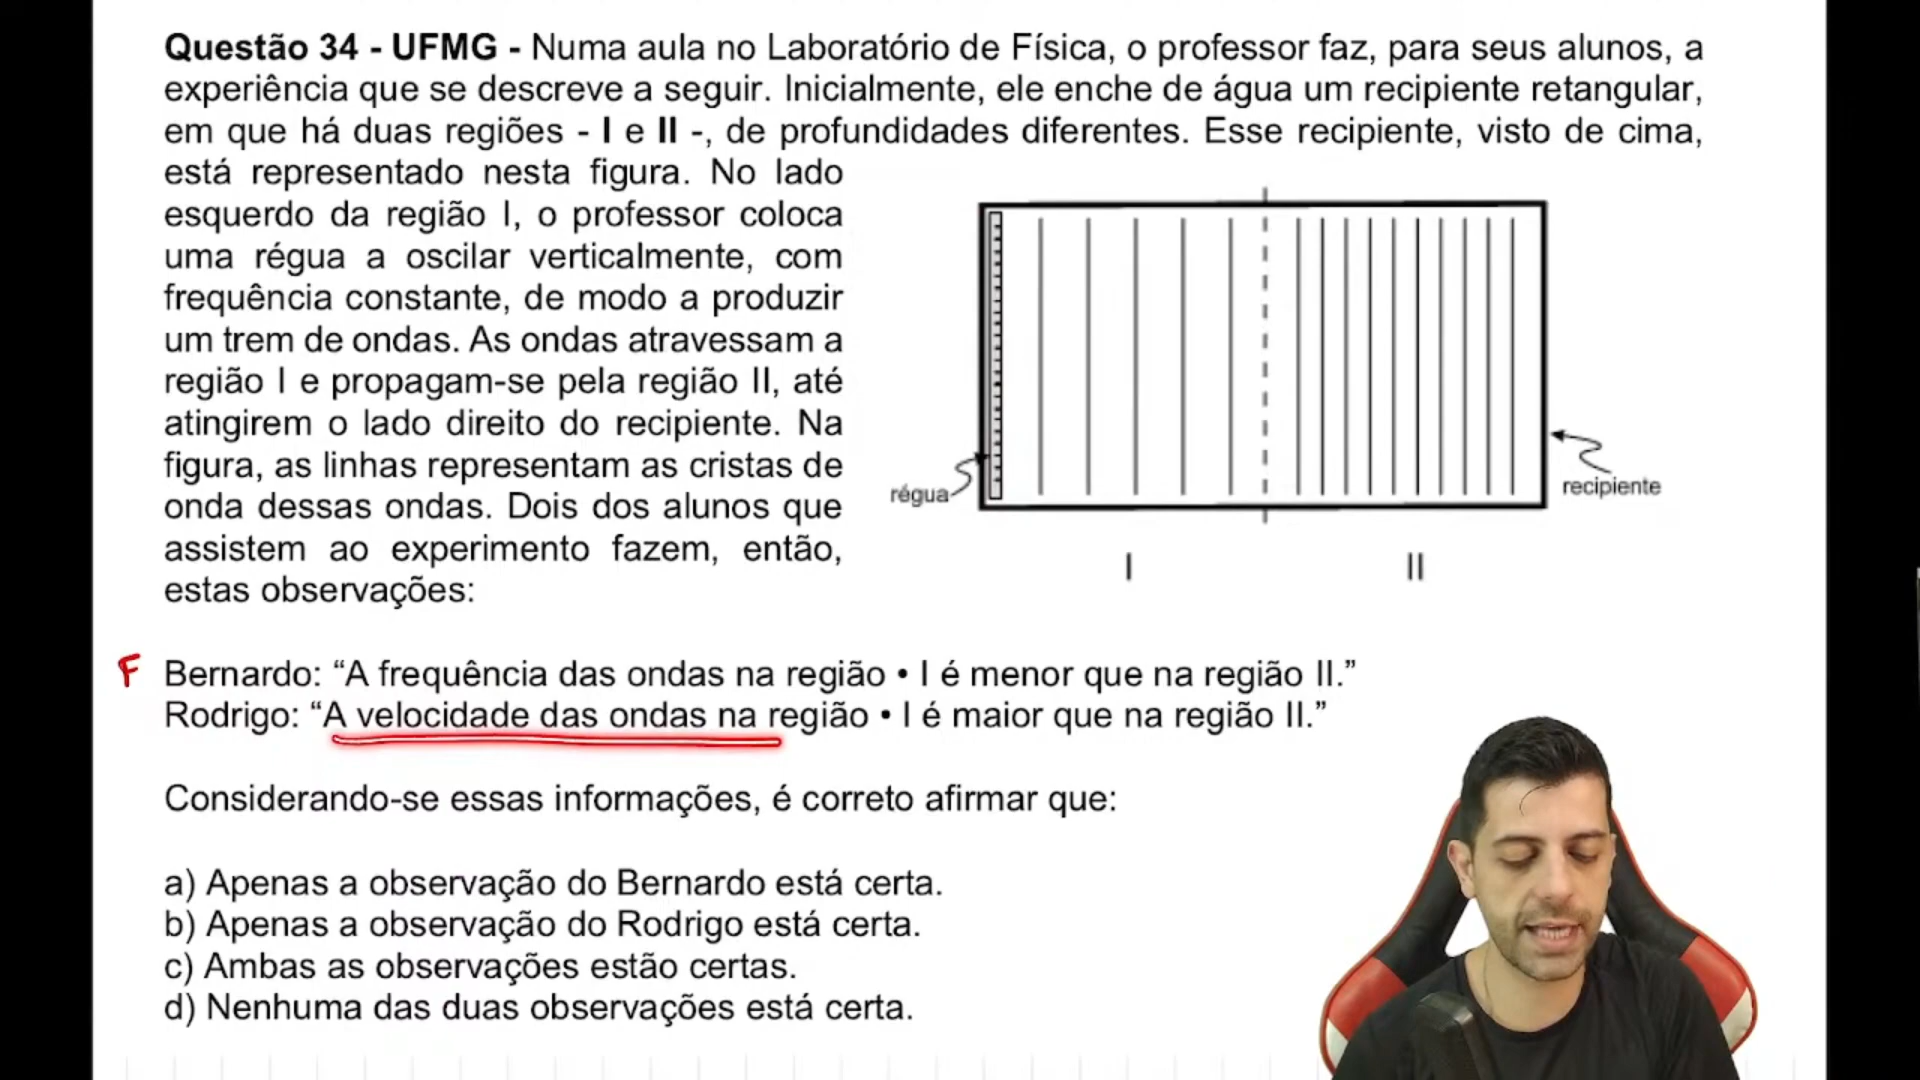 Questão 34 - UFMG - Numa aula no Laboratório de Física, o professor faz, para seus alunos, a
experiência que se descreve a seguir. Inicialmente, ele enche de água um recipiente retangular,
em que há duas regiões - I e II -, de profundidades diferentes. Esse recipiente, visto de cima,
está representado nesta figura. No lado
esquerdo da região I, o professor coloca
uma régua a oscilar verticalmente, com
frequência constante, de modo a produzir
um trem de ondas. As ondas atravessam a
região I e propagam-se pela região II, até
atingirem o lado direito do recipiente. Na
figura, as linhas representam as cristas de
onda dessas ondas. Dois dos alunos que
assistem ao experimento fazem, então,
estas observações:
régua
recipiente
I
II
F
Bernardo: “A frequência das ondas na região • I é menor que na região II.”
Rodrigo: “A velocidade das ondas na região • I é maior que na região II.”
Considerando-se essas informações, é correto afirmar que:
a) Apenas a observação do Bernardo está certa.
b) Apenas a observação do Rodrigo está certa.
c) Ambas as observações estão certas.
d) Nenhuma das duas observações está certa.